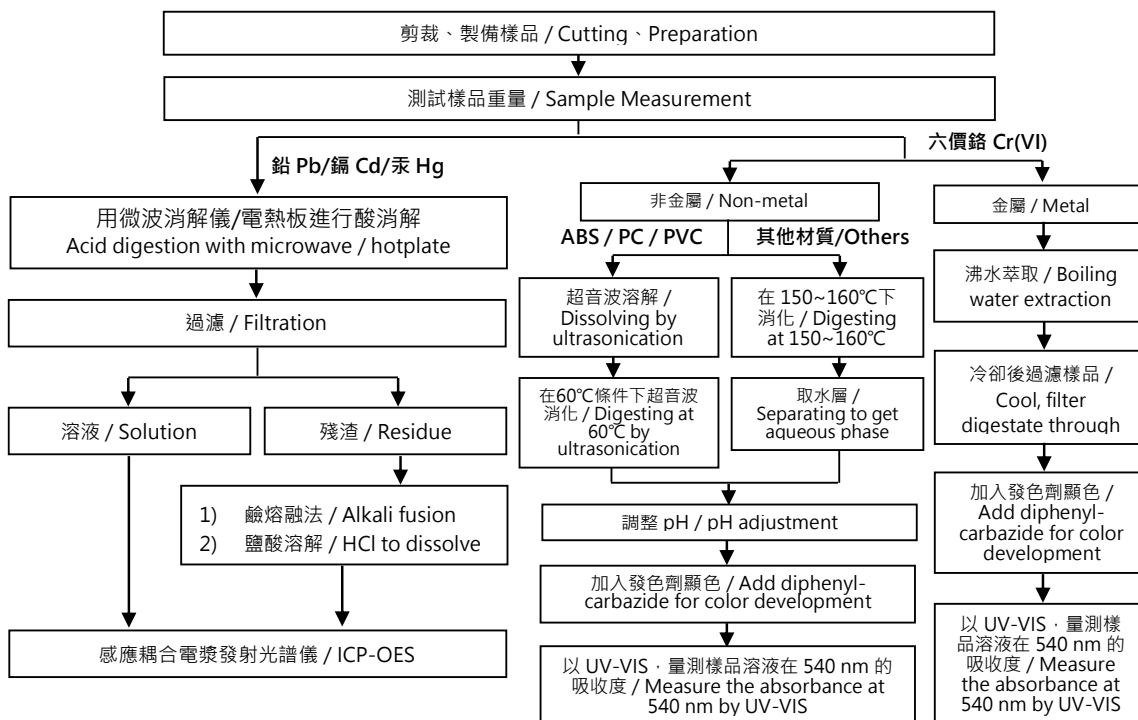 剪裁、製備樣品 / Cutting、Preparation
測試樣品重量 / Sample Measurement
鉛 Pb/鎘 Cd/汞 Hg
用微波消解儀/電熱板進行酸消解
Acid digestion with microwave / hotplate
過濾 / Filtration
溶液 / Solution
殘渣 / Residue
1) 鹼熔融法 / Alkali fusion
2) 鹽酸溶解 / HCl to dissolve
感應耦合電漿發射光譜儀 / ICP-OES
六價鉻 Cr(VI)
非金屬 / Non-metal
ABS / PC / PVC
超音波溶解 /
Dissolving by
ultrasonication
在60℃條件下超音波
消化 / Digesting at
60℃ by
ultrasonication
其他材質/Others
在 150~160℃下
消化 / Digesting
at 150~160℃
取水層 /
Separating to get
aqueous phase
調整 pH / pH adjustment
加入發色劑顯色 / Add diphenyl-
carbazide for color development
以 UV-VIS，量測樣品溶液在 540 nm 的
吸收度 / Measure the absorbance at
540 nm by UV-VIS
金屬 / Metal
沸水萃取 / Boiling
water extraction
冷卻後過濾樣品 /
Cool, filter
digestate through
加入發色劑顯色 /
Add diphenyl-
carbazide for color
development
以 UV-VIS，量測樣
品溶液在 540 nm 的
吸收度 / Measure
the absorbance at
540 nm by UV-VIS